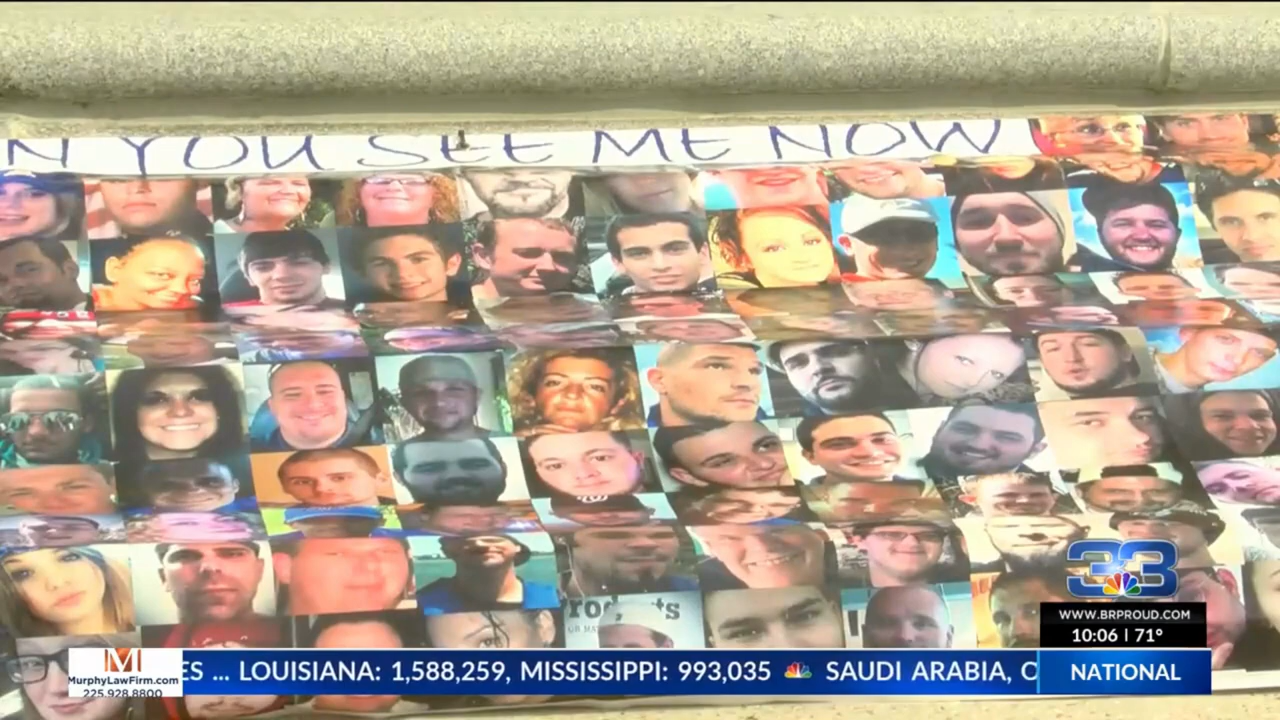 N YOU SEE ME NOW
33
WWW.BRPROUD.COM
10:06 | 71°
M
MurphyLawFirm.com
225.928.8800
ES ... LOUISIANA: 1,588,259, MISSISSIPPI: 993,035 SAUDI ARABIA, C
NATIONAL